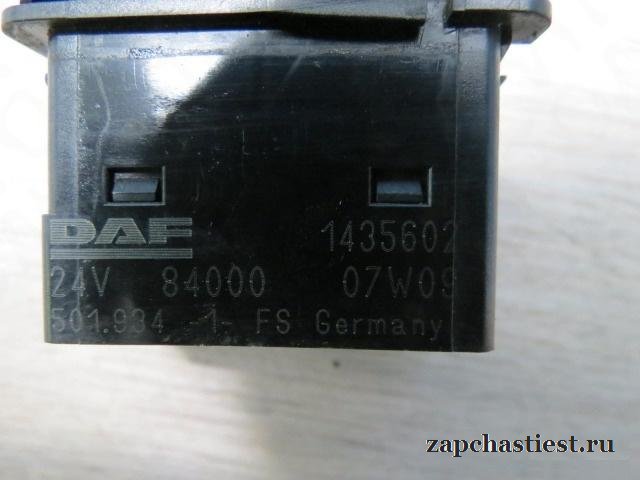 DAF 1435602
24V 84000 07W09
501.934 -1- FS Germany
zapchastiest.ru